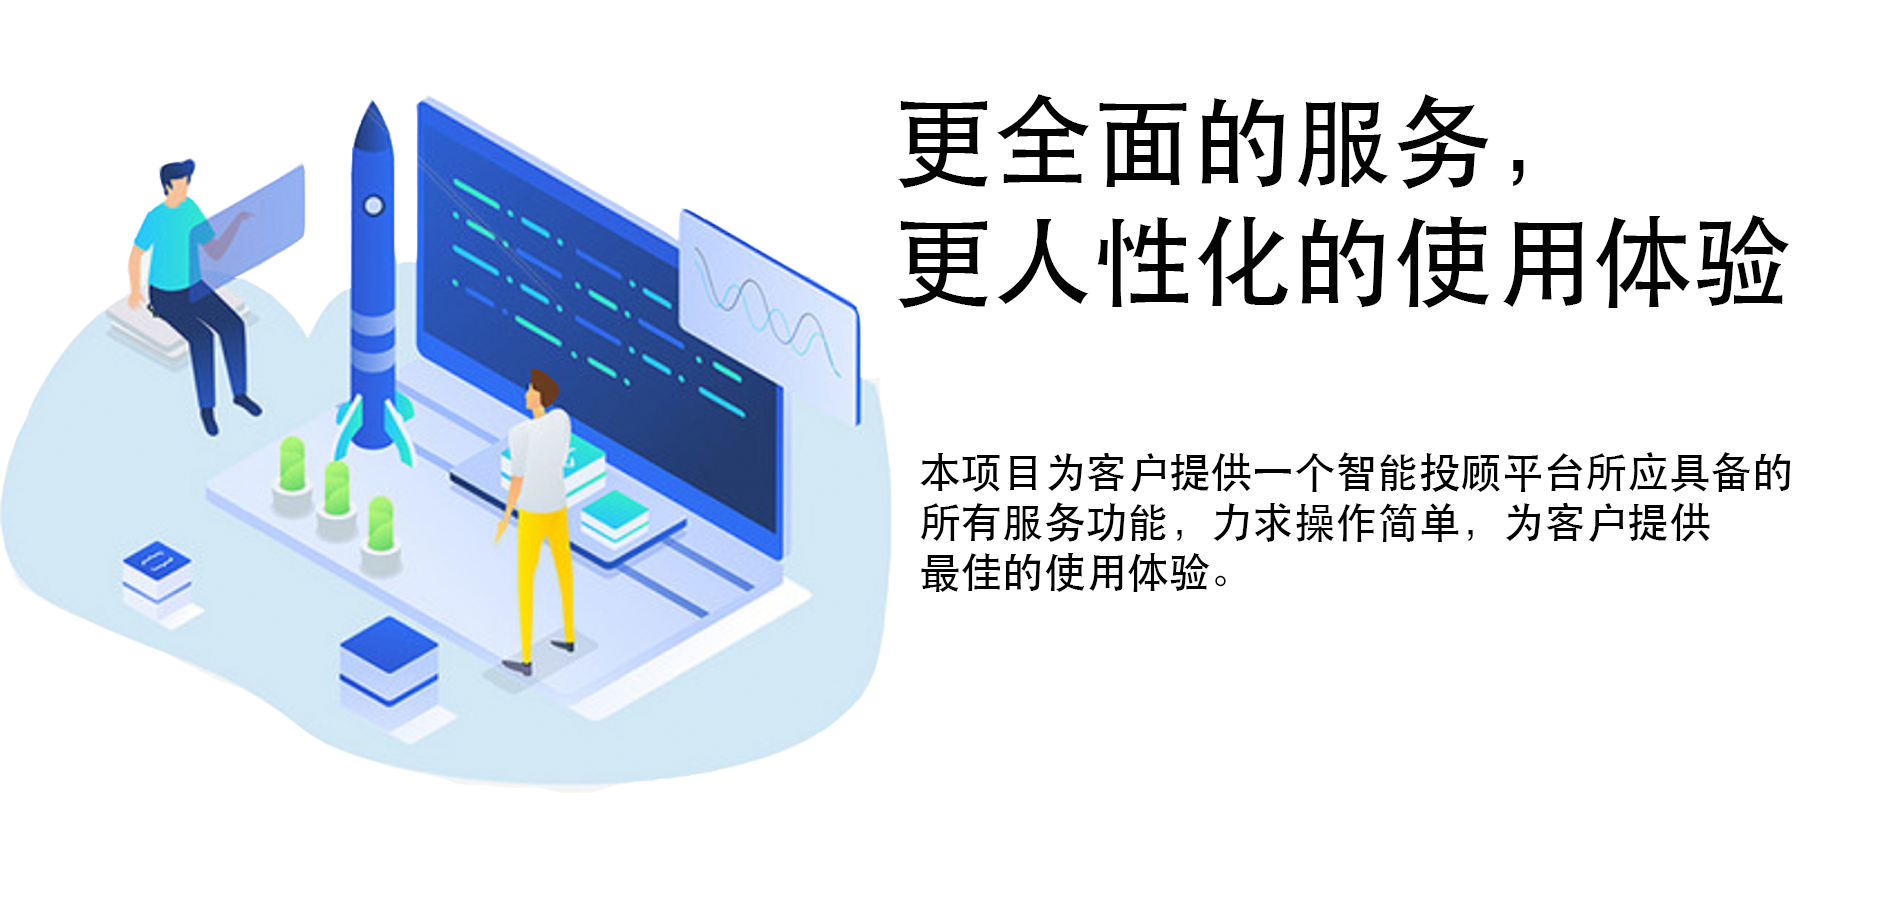 更全面的服务，
更人性化的使用体验
本项目为客户提供一个智能投顾平台所应具备的
所有服务功能，力求操作简单，为客户提供
最佳的使用体验。